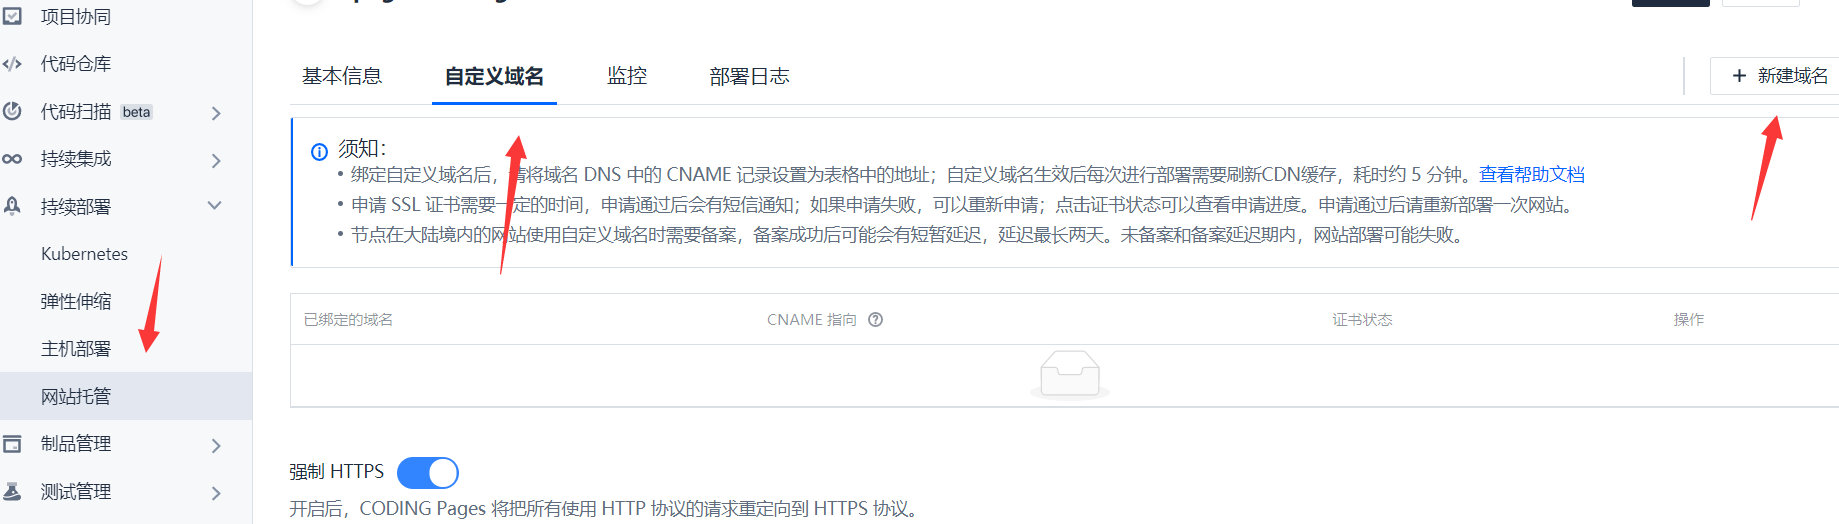 项目协同
代码仓库
代码扫描 beta
持续集成
持续部署
Kubernetes
弹性伸缩
主机部署
网站托管
制品管理
测试管理
基本信息 自定义域名 监控 部署日志
+ 新建域名
须知：
• 绑定自定义域名后，请将域名 DNS 中的 CNAME 记录设置为表格中的地址；自定义域名生效后每次进行部署需要刷新CDN缓存，耗时约 5 分钟。查看帮助文档
• 申请 SSL 证书需要一定的时间，申请通过后会有短信通知；如果申请失败，可以重新申请；点击证书状态可以查看申请进度。申请通过后请重新部署一次网站。
• 节点在大陆境内的网站使用自定义域名时需要备案，备案成功后可能会有短暂延迟，延迟最长两天。未备案和备案延迟期内，网站部署可能失败。
已绑定的域名 CNAME 指向 证书状态 操作
强制 HTTPS
开启后，CODING Pages 将把所有使用 HTTP 协议的请求重定向到 HTTPS 协议。